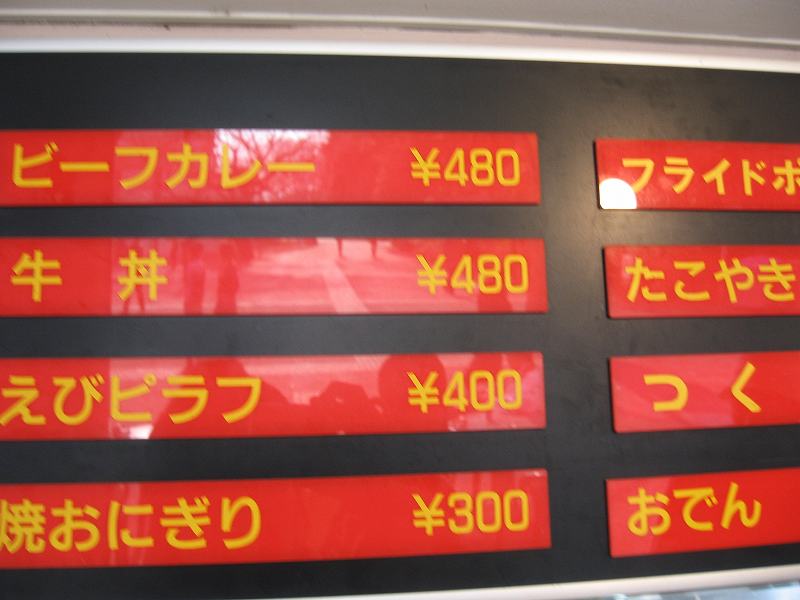 ビーフカレー ¥480
牛 丼 ¥480
えびピラフ ¥400
焼おにぎり ¥300
フライドポ
たこやき
つ く
おでん